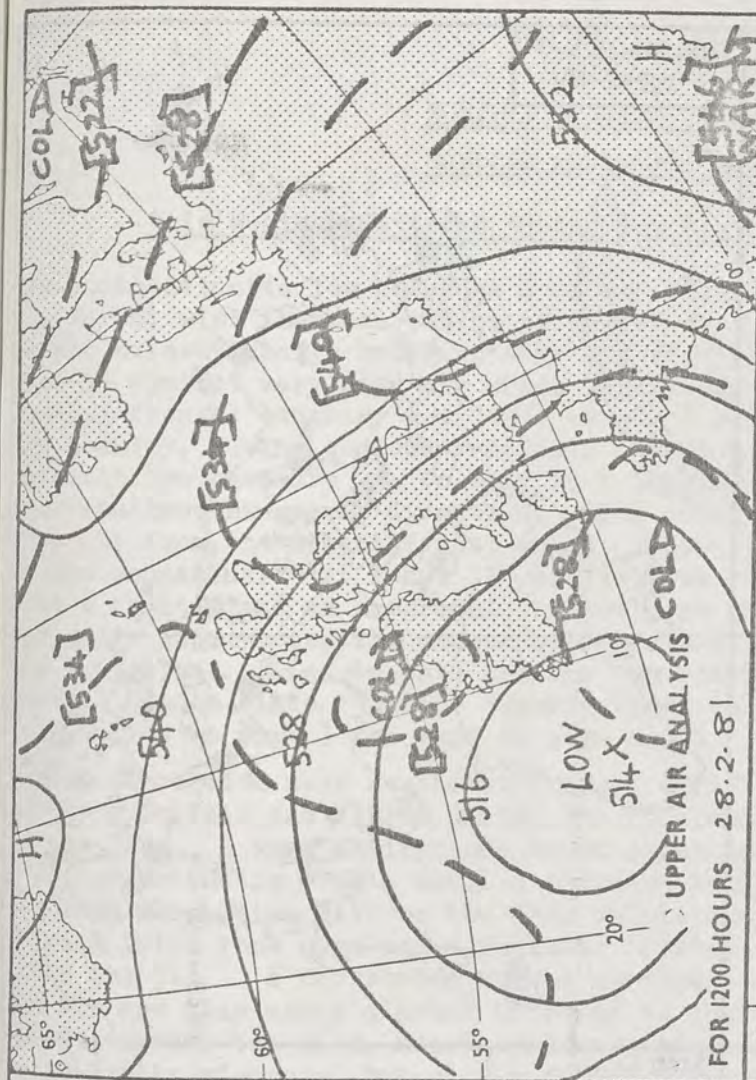 H
COLD
65°
[534]
[522]
540
[528]
[534]
60°
528
[540]
COLD
[528]
55°
516
552
[528]
LOW
514X
20°
10°
H
COLD
UPPER AIR ANALYSIS
[546]
FOR 1200 HOURS 28·2·81
0°
WARM